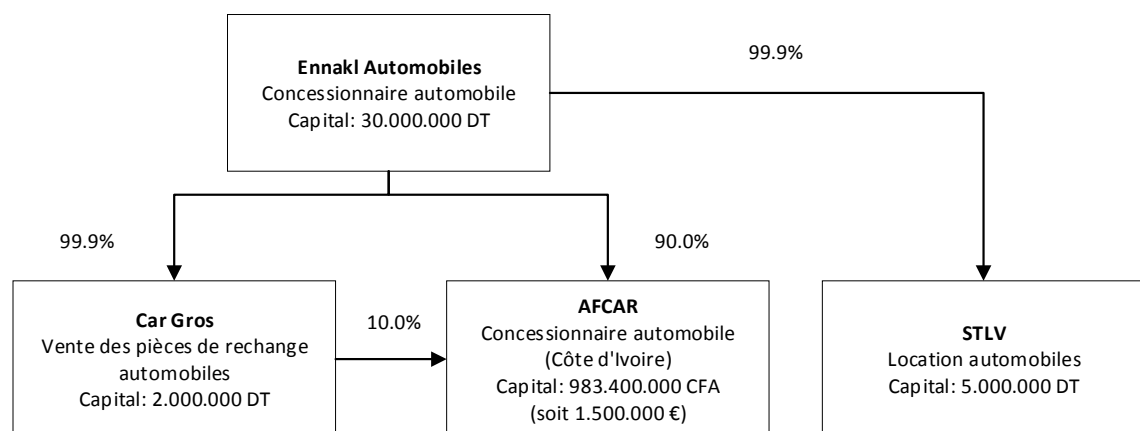 Ennakl Automobiles
Concessionnaire automobile
Capital: 30.000.000 DT
99.9%
99.9%
90.0%
Car Gros
Vente des pièces de rechange
automobiles
Capital: 2.000.000 DT
10.0%
AFCAR
Concessionnaire automobile
(Côte d'Ivoire)
Capital: 983.400.000 CFA
(soit 1.500.000 €)
STLV
Location automobiles
Capital: 5.000.000 DT